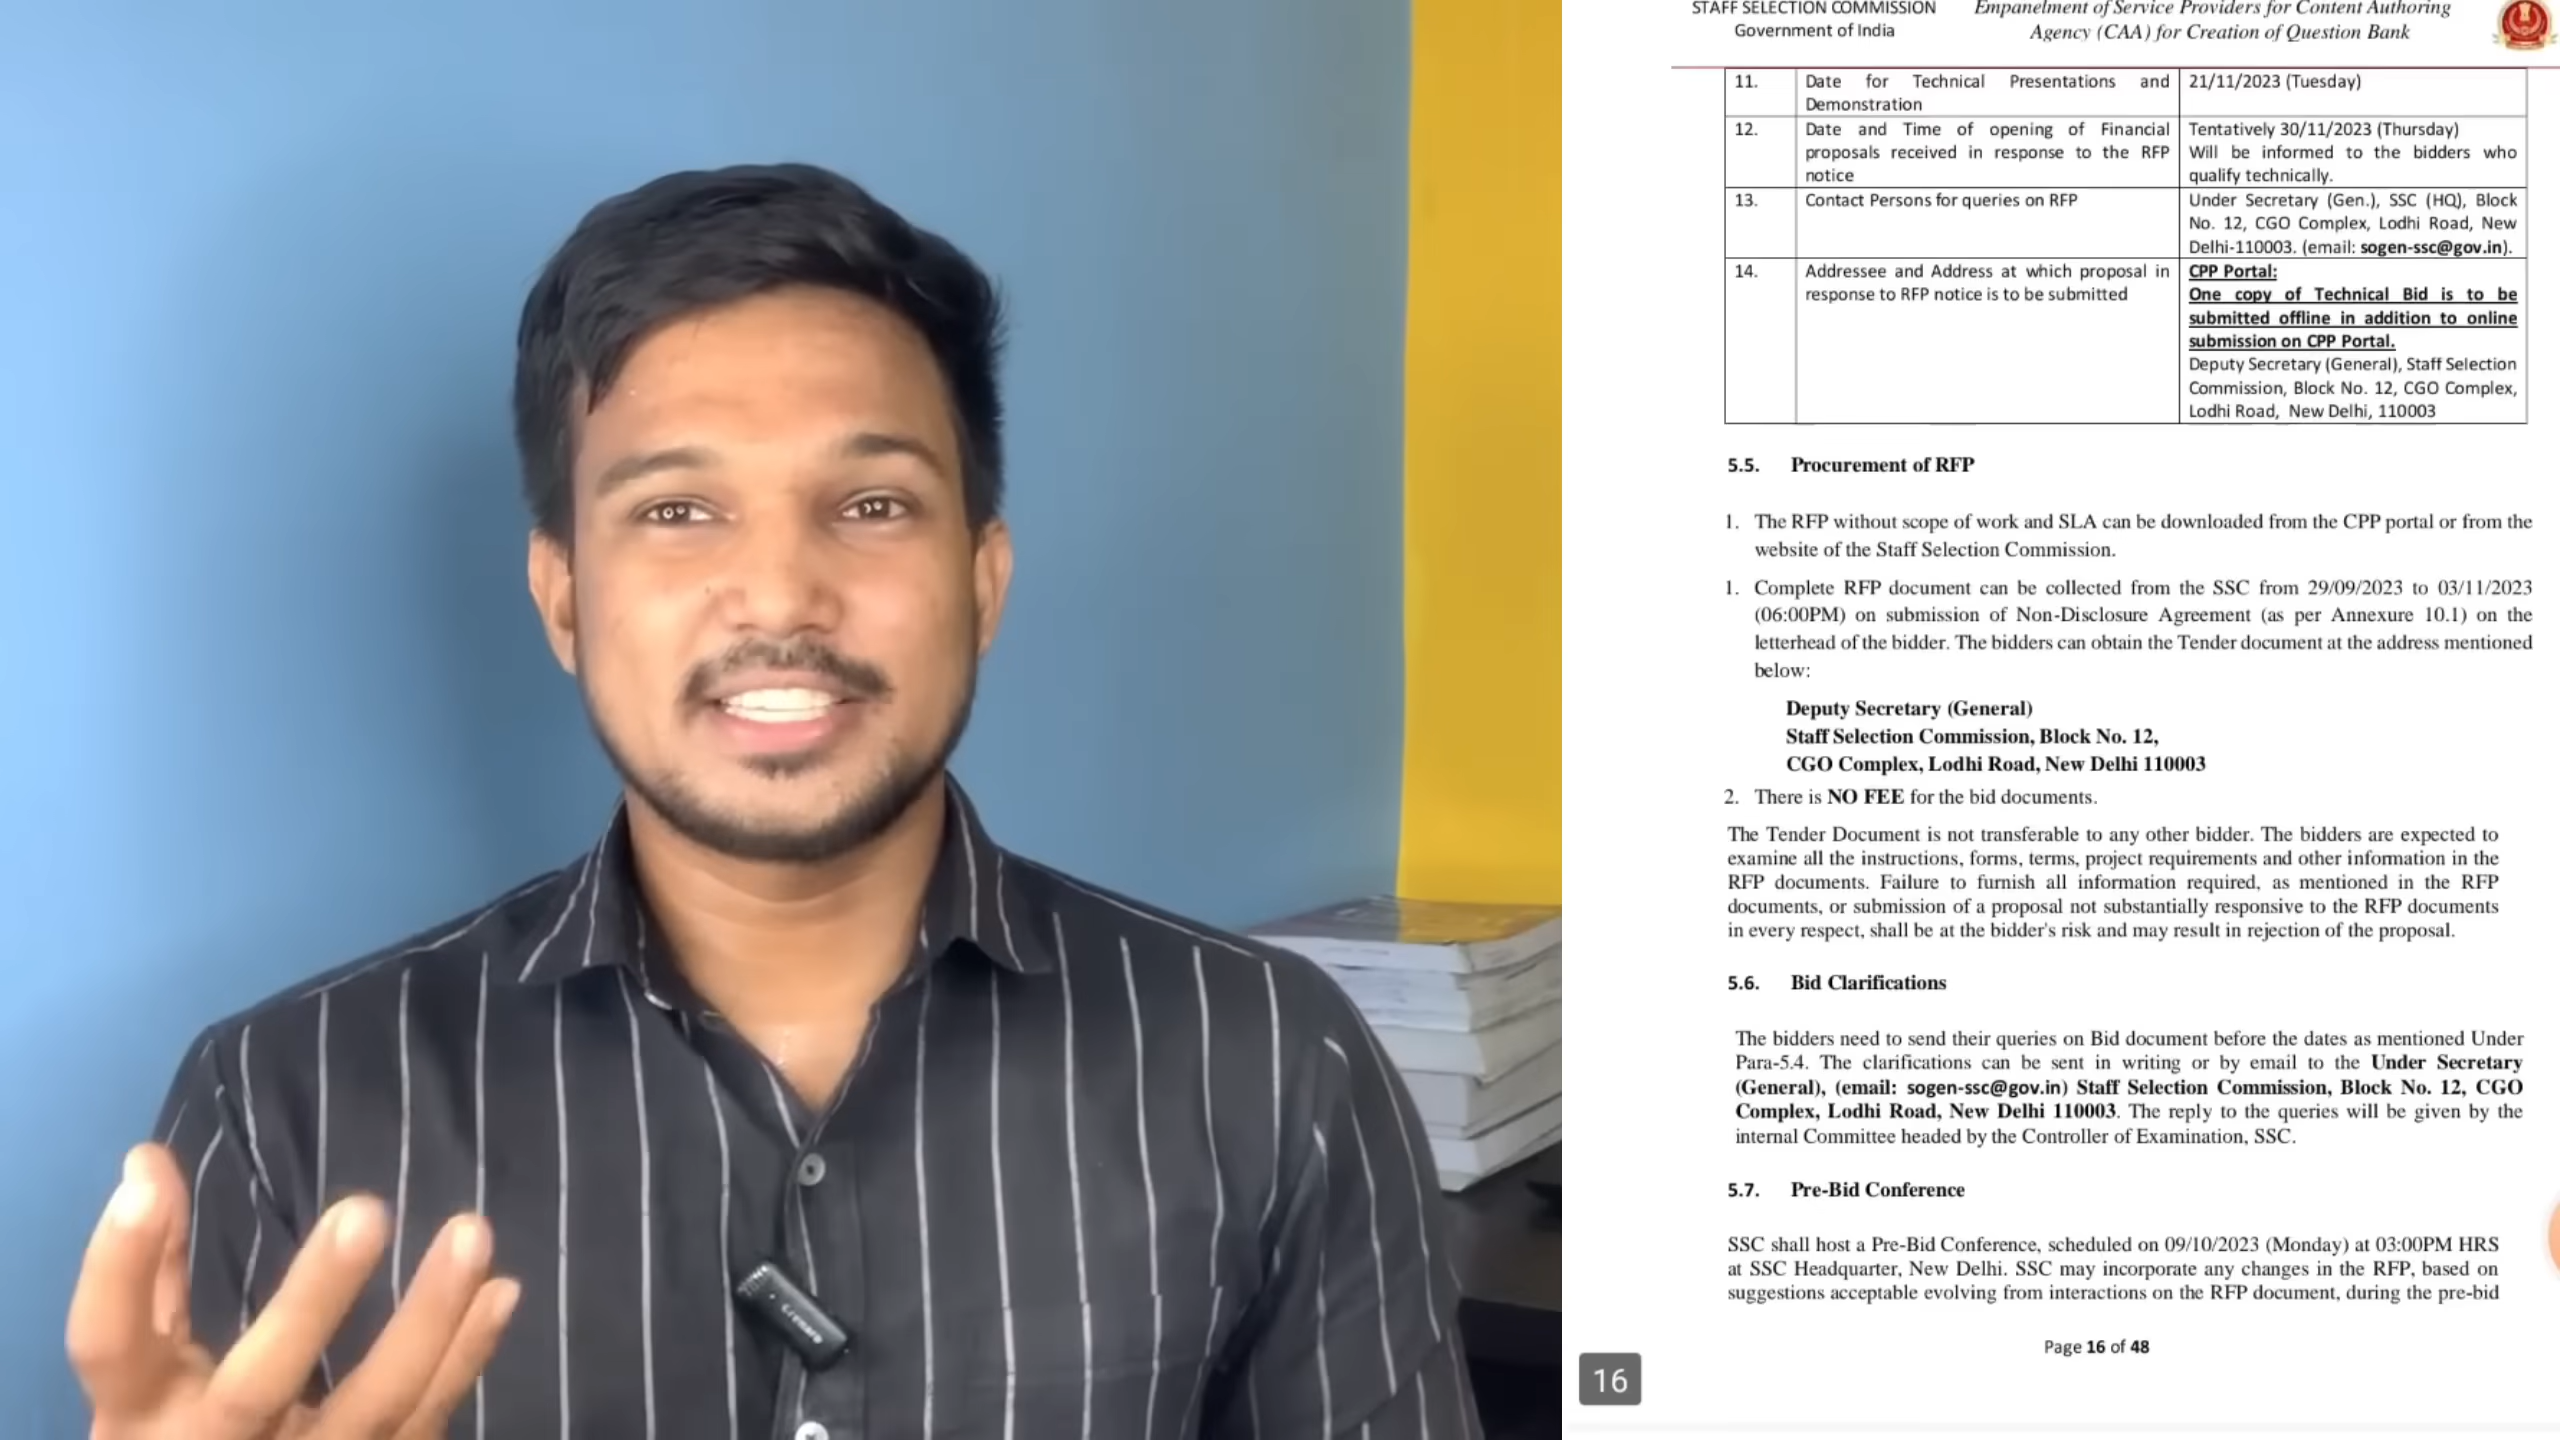 STAFF SELECTION COMMISSION
Government of India
Empanelment of Service Providers for Content Authoring
Agency (CAA) for Creation of Question Bank
11. Date for Technical Presentations and
Demonstration
21/11/2023 (Tuesday)
12. Date and Time of opening of Financial
proposals received in response to the RFP
notice
Tentatively 30/11/2023 (Thursday)
Will be informed to the bidders who
qualify technically.
13. Contact Persons for queries on RFP
Under Secretary (Gen.), SSC (HQ), Block
No. 12, CGO Complex, Lodhi Road, New
Delhi-110003. (email: sogen-ssc@gov.in).
14. Addressee and Address at which proposal in
response to RFP notice is to be submitted
CPP Portal:
One copy of Technical Bid is to be
submitted offline in addition to online
submission on CPP Portal.
Deputy Secretary (General), Staff Selection
Commission, Block No. 12, CGO Complex,
Lodhi Road, New Delhi, 110003
5.5. Procurement of RFP
1. The RFP without scope of work and SLA can be downloaded from the CPP portal or from the
website of the Staff Selection Commission.
1. Complete RFP document can be collected from the SSC from 29/09/2023 to 03/11/2023
(06:00PM) on submission of Non-Disclosure Agreement (as per Annexure 10.1) on the
letterhead of the bidder. The bidders can obtain the Tender document at the address mentioned
below:
Deputy Secretary (General)
Staff Selection Commission, Block No. 12,
CGO Complex, Lodhi Road, New Delhi 110003
2. There is NO FEE for the bid documents.
The Tender Document is not transferable to any other bidder. The bidders are expected to
examine all the instructions, forms, terms, project requirements and other information in the
RFP documents. Failure to furnish all information required, as mentioned in the RFP
documents, or submission of a proposal not substantially responsive to the RFP documents
in every respect, shall be at the bidder's risk and may result in rejection of the proposal.
5.6. Bid Clarifications
The bidders need to send their queries on Bid document before the dates as mentioned Under
Para-5.4. The clarifications can be sent in writing or by email to the Under Secretary
(General), (email: sogen-ssc@gov.in) Staff Selection Commission, Block No. 12, CGO
Complex, Lodhi Road, New Delhi 110003. The reply to the queries will be given by the
internal Committee headed by the Controller of Examination, SSC.
5.7. Pre-Bid Conference
SSC shall host a Pre-Bid Conference, scheduled on 09/10/2023 (Monday) at 03:00PM HRS
at SSC Headquarter, New Delhi. SSC may incorporate any changes in the RFP, based on
suggestions acceptable evolving from interactions on the RFP document, during the pre-bid
Page 16 of 48
16